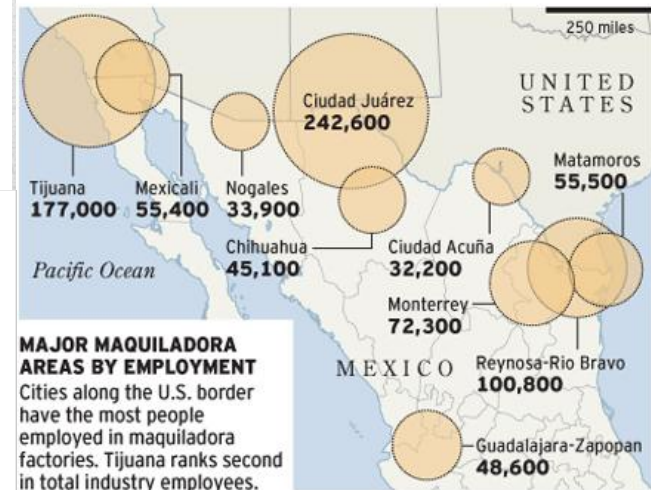 250 miles
UNITED
STATES
Ciudad Juárez
242,600
Matamoros
55,500
Tijuana
177,000
Mexicali
55,400
Nogales
33,900
Chihuahua
45,100
Ciudad Acuña
32,200
Pacific Ocean
Monterrey
72,300
MEXICO
Reynosa-Rio Bravo
100,800
Guadalajara-Zapopan
48,600
MAJOR MAQUILADORA
AREAS BY EMPLOYMENT
Cities along the U.S. border
have the most people
employed in maquiladora
factories. Tijuana ranks second
in total industry employees.